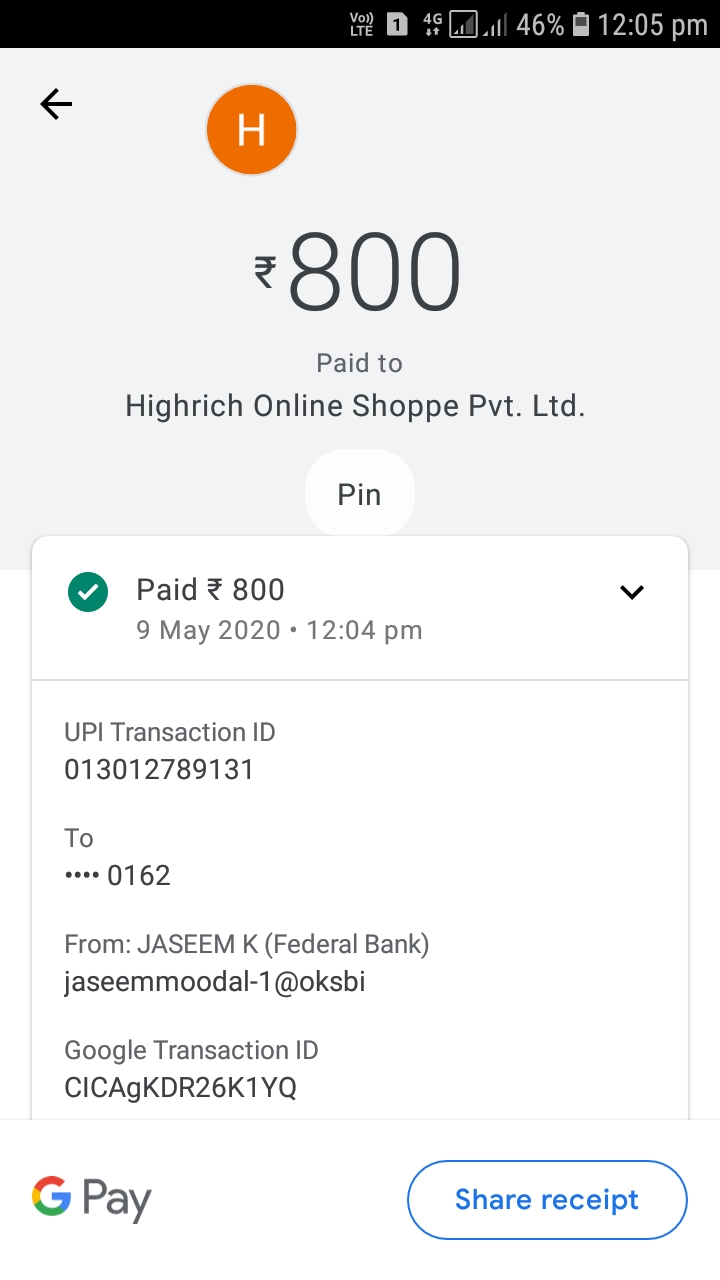 Vo)) LTE 1 4G 46% 12:05 pm
H
₹800
Paid to
Highrich Online Shoppe Pvt. Ltd.
Pin
Paid ₹ 800
9 May 2020 • 12:04 pm
UPI Transaction ID
013012789131
To
•••• 0162
From: JASEEM K (Federal Bank)
jaseemmoodal-1@oksbi
Google Transaction ID
CICAgKDR26K1YQ
G Pay
Share receipt